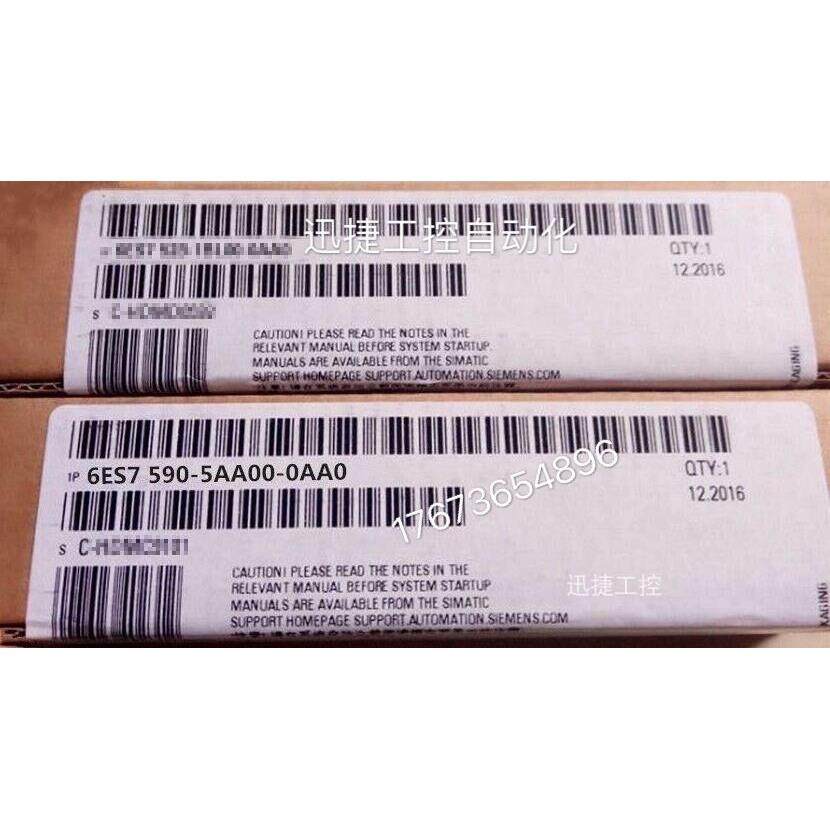 迅捷工控自动化
6ES7
QTY:1
12.2016
S
CAUTION! PLEASE READ THE NOTES IN THE
RELEVANT MANUAL BEFORE SYSTEM STARTUP.
MANUALS ARE AVAILABLE FROM THE SIMATIC
SUPPORT HOMEPAGE SUPPORT.AUTOMATION.SIEMENS.COM
KAGING
1P 6ES7 590-5AA00-0AA0
17673654896
QTY:1
12.2016
S
CAUTION! PLEASE READ THE NOTES IN THE
RELEVANT MANUAL BEFORE SYSTEM STARTUP
MANUALS ARE AVAILABLE FROM THE SIMATIC
SUPPORT HOMEPAGE SUPPORT.AUTOMATION.SIEMENS.COM
迅捷工控
KAGING